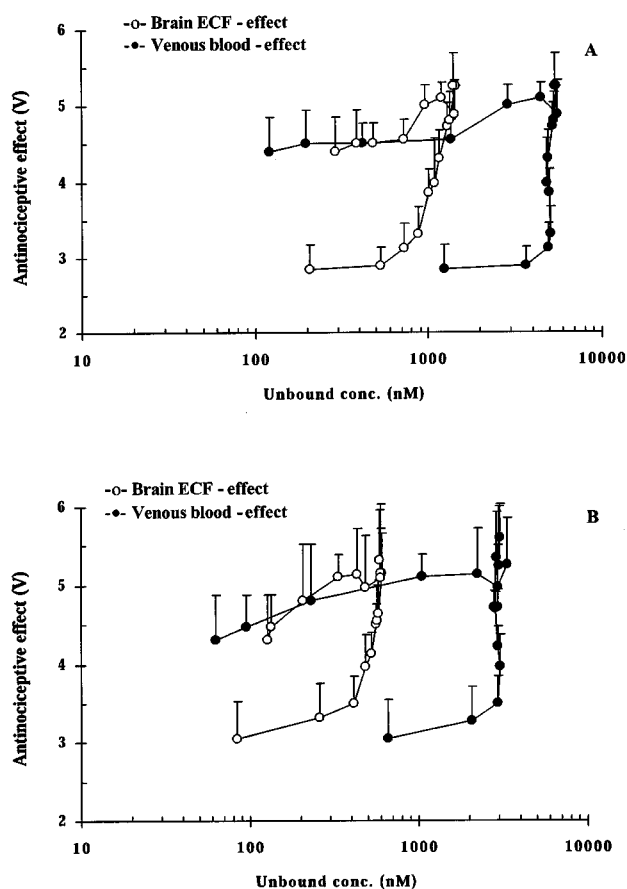 -o- Brain ECF - effect
-●- Venous blood - effect
A
6
5
4
3
2
Antinociceptive effect (V)
10 100 1000 10000
Unbound conc. (nM)
-o- Brain ECF - effect
-●- Venous blood - effect
B
6
5
4
3
2
Antinociceptive effect (V)
10 100 1000 10000
Unbound conc. (nM)